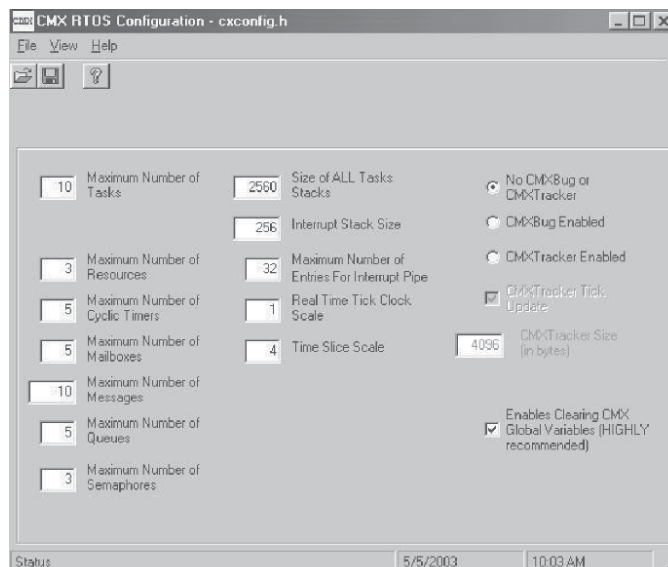 CMX CMX RTOS Configuration - cxconfig.h
File View Help
10 Maximum Number of
Tasks
3 Maximum Number of
Resources
5 Maximum Number of
Cyclic Timers
5 Maximum Number of
Mailboxes
10 Maximum Number of
Messages
5 Maximum Number of
Queues
3 Maximum Number of
Semaphores
2560 Size of ALL Tasks
Stacks
256 Interrupt Stack Size
32 Maximum Number of
Entries For Interrupt Pipe
1 Real Time Tick Clock
Scale
4 Time Slice Scale
No CMXBug or
CMXTracker
CMXBug Enabled
CMXTracker Enabled
CMXTracker Tick
Update
4096 CMXTracker Size
(in bytes)
Enables Clearing CMX
Global Variables (HIGHLY
recommended)
Status 5/5/2003 10:03 AM